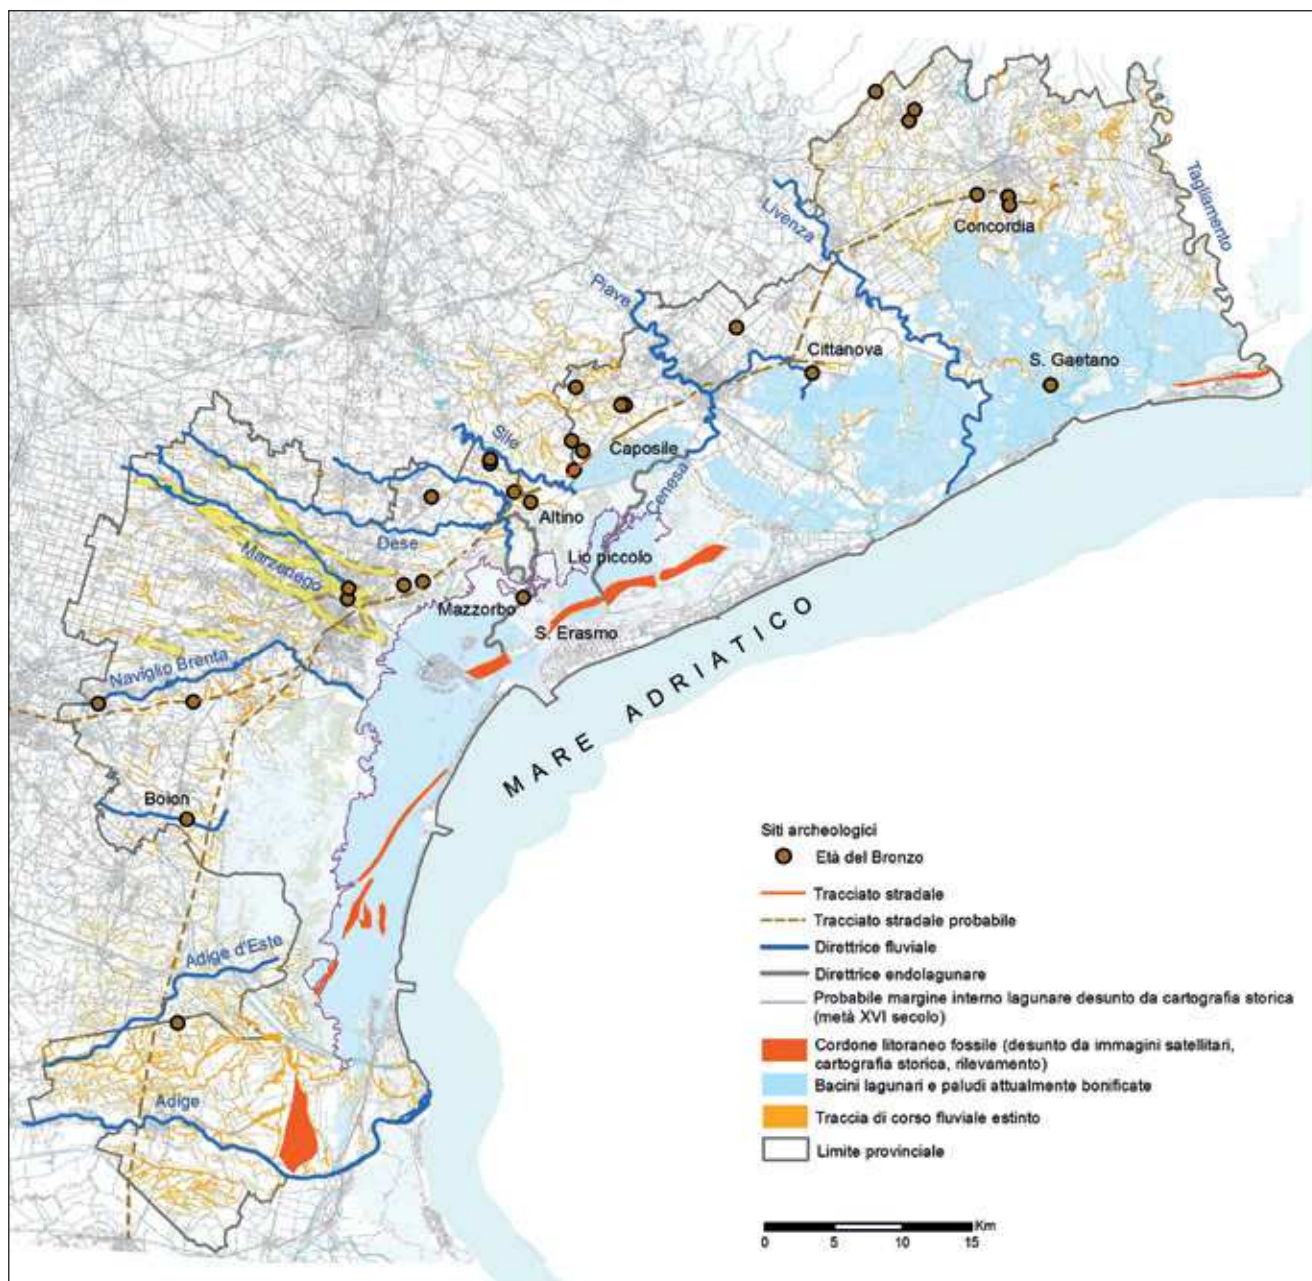 Tagliamento
Livenza
Concordia
Piave
Cittanova
S. Gaetano
Sile
Caposile
Cenesa
Altino
Dese
Marzenego
Lio piccolo
Mazzorbo
S. Erasmo
Naviglio Brenta
MARE ADRIATICO
Boion
Adige d'Este
Adige
Siti archeologici
Età del Bronzo
Tracciato stradale
Tracciato stradale probabile
Direttrice fluviale
Direttrice endolagunare
Probabile margine interno lagunare desunto da cartografia storica
(metà XVI secolo)
Cordone litoraneo fossile (desunto da immagini satellitari,
cartografia storica, rilevamento)
Bacini lagunari e paludi attualmente bonificate
Traccia di corso fluviale estinto
Limite provinciale
Km
0 5 10 15